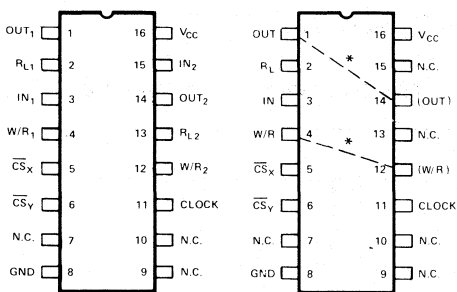 OUT1 1 16 VCC
RL1 2 15 IN2
IN1 3 14 OUT2
W/R1 4 13 RL2
CSX 5 12 W/R2
CSY 6 11 CLOCK
N.C. 7 10 N.C.
GND 8 9 N.C.
OUT 1 16 VCC
RL 2 * 15 N.C.
IN 3 14 (OUT)
W/R 4 * 13 N.C.
CSX 5 12 (W/R)
CSY 6 11 CLOCK
N.C. 7 10 N.C.
GND 8 9 N.C.